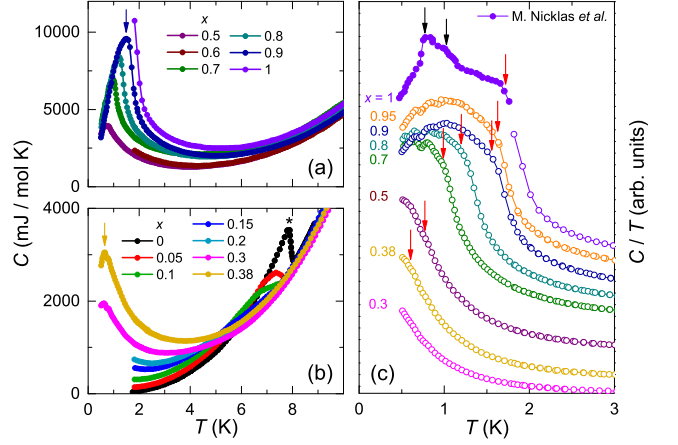 C (mJ / mol K)
10000
7500
5000
2500
0
x
0.5
0.6
0.7
0.8
0.9
1
(a)
4000
2000
0
x
0
0.05
0.1
0.15
0.2
0.3
0.38
*
(b)
0 2 4 6 8
T (K)
M. Nicklas et al.
x = 1
0.95
0.9
0.8
0.7
0.5
0.38
0.3
(c)
0 1 2 3
T (K)
C / T (arb. units)